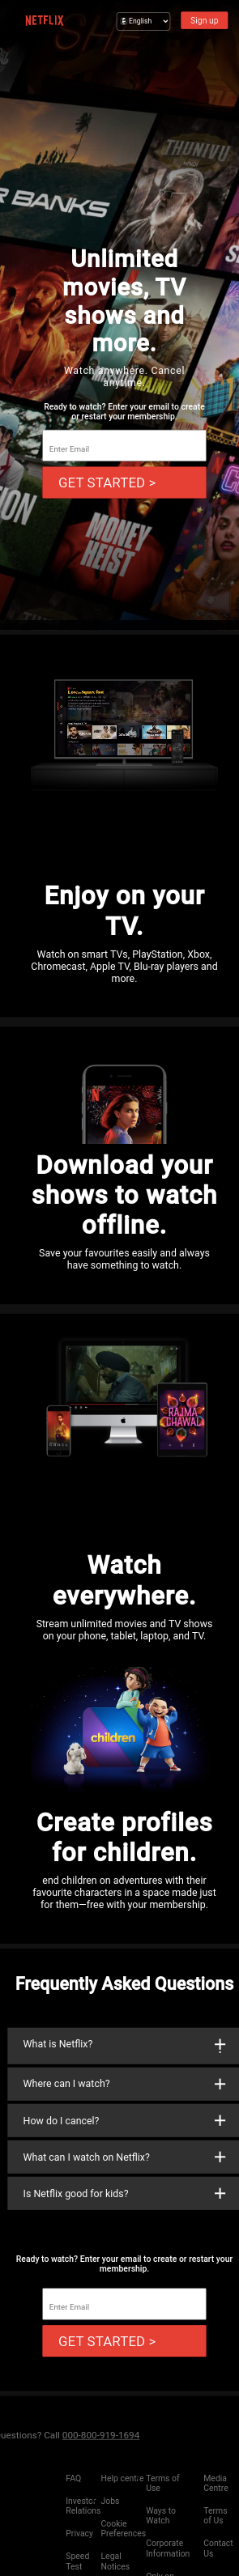 SHE
NETFLIX
English
Sign up
THUNIVU
R BANKS
Unlimited
movies, TV
shows and
more.
Watch anywhere. Cancel
anytime.
MAJNU
Ready to watch? Enter your email to create
or restart your membership.
Enter Email
GET STARTED >
MONEY
HEIST
Enjoy on your
TV.
Watch on smart TVs, PlayStation, Xbox,
Chromecast, Apple TV, Blu-ray players and
more.
N
Download your
shows to watch
offline.
Save your favourites easily and always
have something to watch.
RAJMA
CHAWAL
Watch
everywhere.
Stream unlimited movies and TV shows
on your phone, tablet, laptop, and TV.
children
Create profiles
for children.
end children on adventures with their
favourite characters in a space made just
for them—free with your membership.
Frequently Asked Questions
What is Netflix?
Where can I watch?
How do I cancel?
What can I watch on Netflix?
Is Netflix good for kids?
Ready to watch? Enter your email to create or restart your
membership.
Enter Email
GET STARTED >
uestions? Call 000-800-919-1694
FAQ
Investor
Relations
Privacy
Speed
Test
Help centre
Jobs
Cookie
Preferences
Legal
Notices
Terms of
Use
Ways to
Watch
Corporate
Information
Only on
Media
Centre
Terms
of Us
Contact
Us